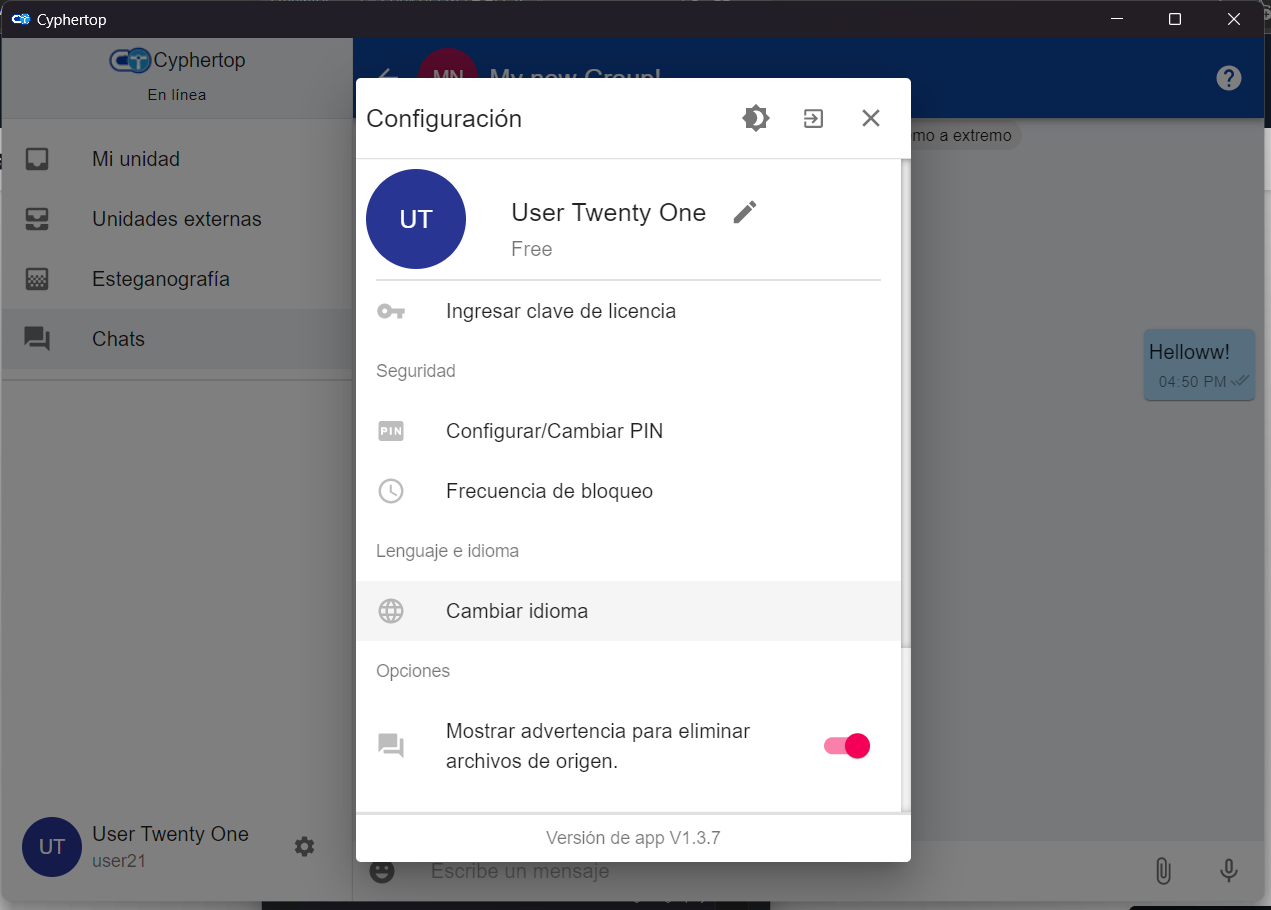 Cyphertop
Cyphertop
En línea
Mi unidad
Unidades externas
Esteganografía
Chats
UT
User Twenty One
user21
MN
My new Group!
mo a extremo
Helloww!
04:50 PM
Escribe un mensaje
Configuración
UT
User Twenty One
Free
Ingresar clave de licencia
Seguridad
PIN
Configurar/Cambiar PIN
Frecuencia de bloqueo
Lenguaje e idioma
Cambiar idioma
Opciones
Mostrar advertencia para eliminar
archivos de origen.
Versión de app V1.3.7